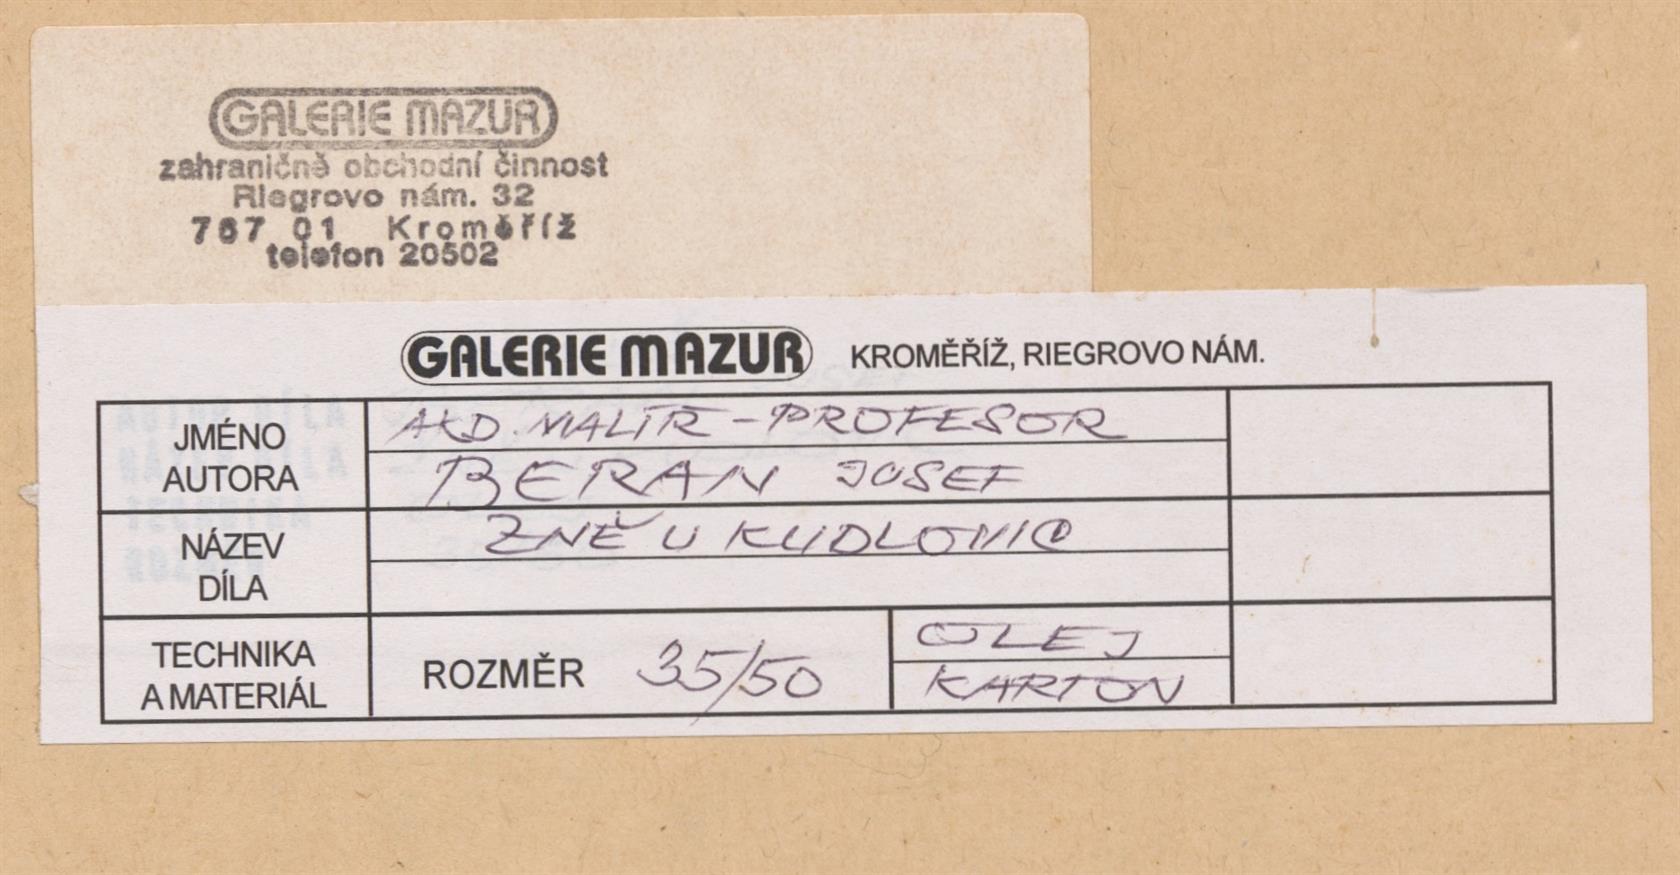 GALERIE MAZUR
zahraničně obchodní činnost
Riegrovo nám. 32
767 01 Kroměříž
telefon 20502
GALERIE MAZUR KROMĚŘÍŽ, RIEGROVO NÁM.
JMÉNO AUTORA
AKD. MALÍŘ - PROFESOR
BERAN JOSEF
NÁZEV DÍLA
ŽNĚ U KUDLOVIC
TECHNIKA A MATERIÁL
ROZMĚR 35/50
OLEJ
KARTON